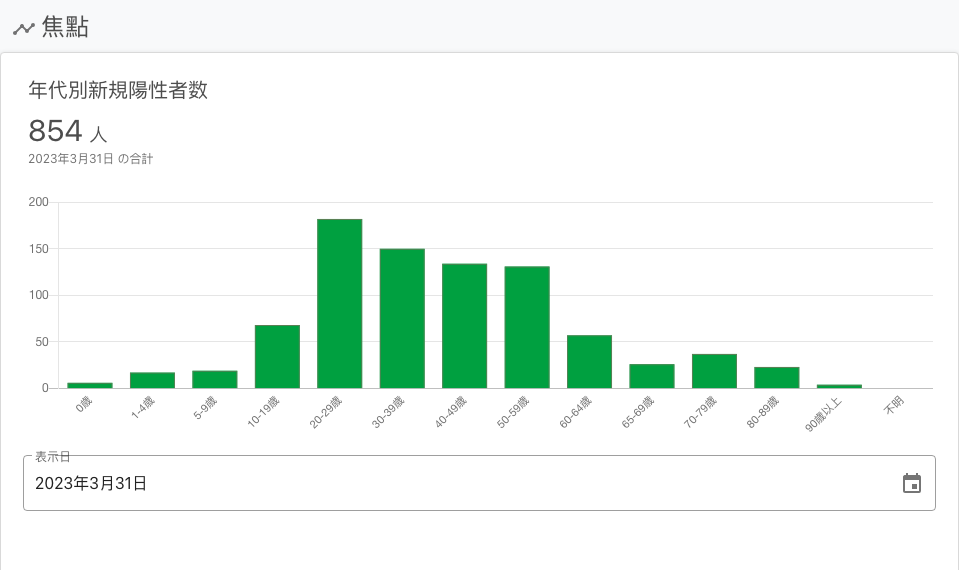 焦點
年代別新規陽性者数
854 人
2023年3月31日 の合計
200
150
100
50
0
0歳
1-4歳
5-9歳
10-19歳
20-29歳
30-39歳
40-49歳
50-59歳
60-64歳
65-69歳
70-79歳
80-89歳
90歳以上
不明
表示日
2023年3月31日